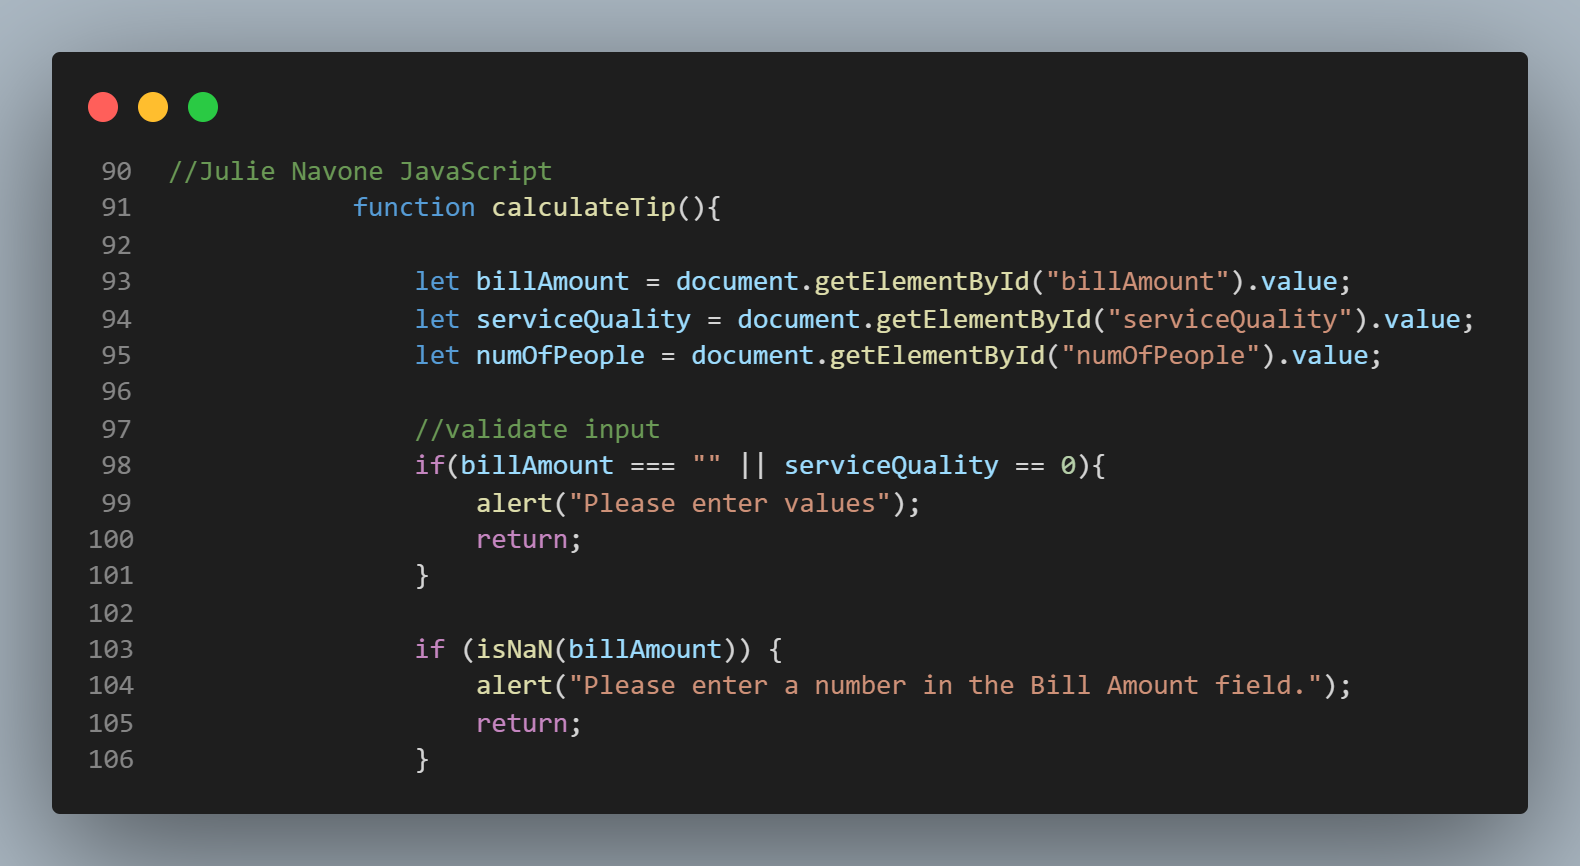 90 //Julie Navone JavaScript
91 function calculateTip(){
92
93 let billAmount = document.getElementById("billAmount").value;
94 let serviceQuality = document.getElementById("serviceQuality").value;
95 let numOfPeople = document.getElementById("numOfPeople").value;
96
97 //validate input
98 if(billAmount === "" || serviceQuality == 0){
99 alert("Please enter values");
100 return;
101 }
102
103 if (isNaN(billAmount)) {
104 alert("Please enter a number in the Bill Amount field.");
105 return;
106 }